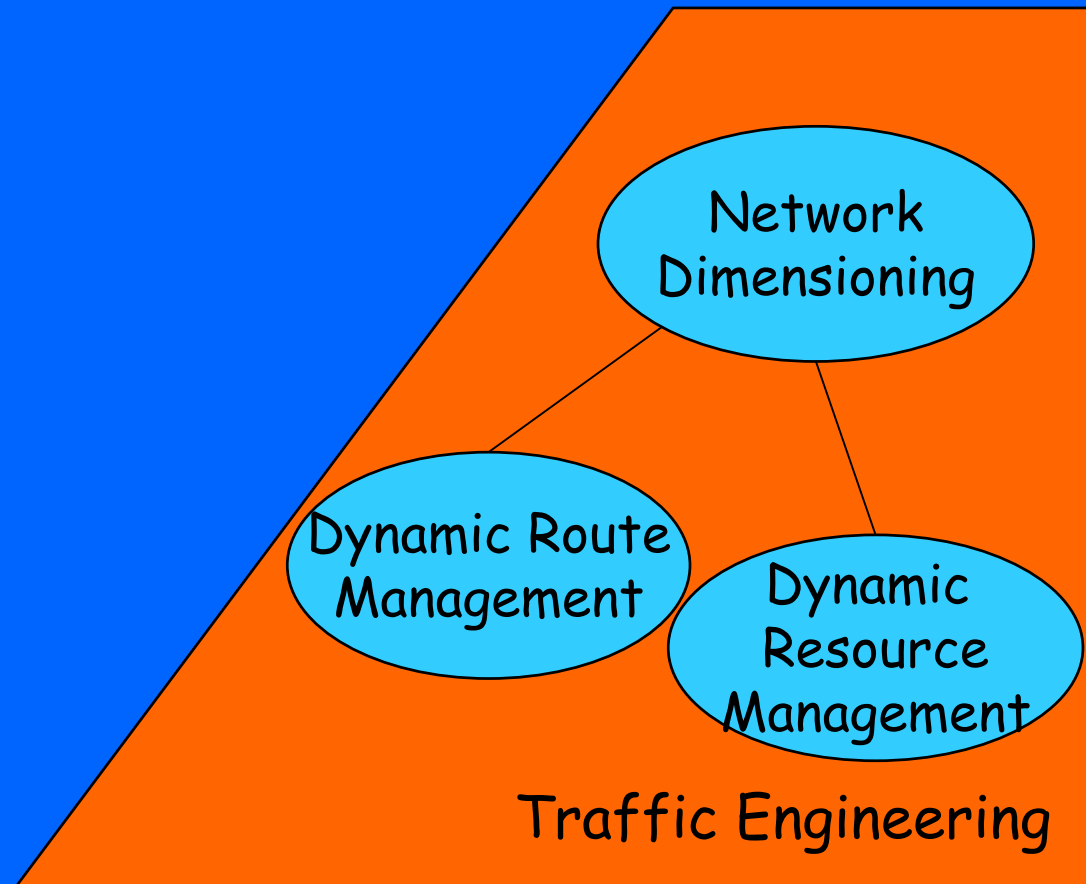 Network
Dimensioning
Dynamic Route
Management
Dynamic
Resource
Management
Traffic Engineering